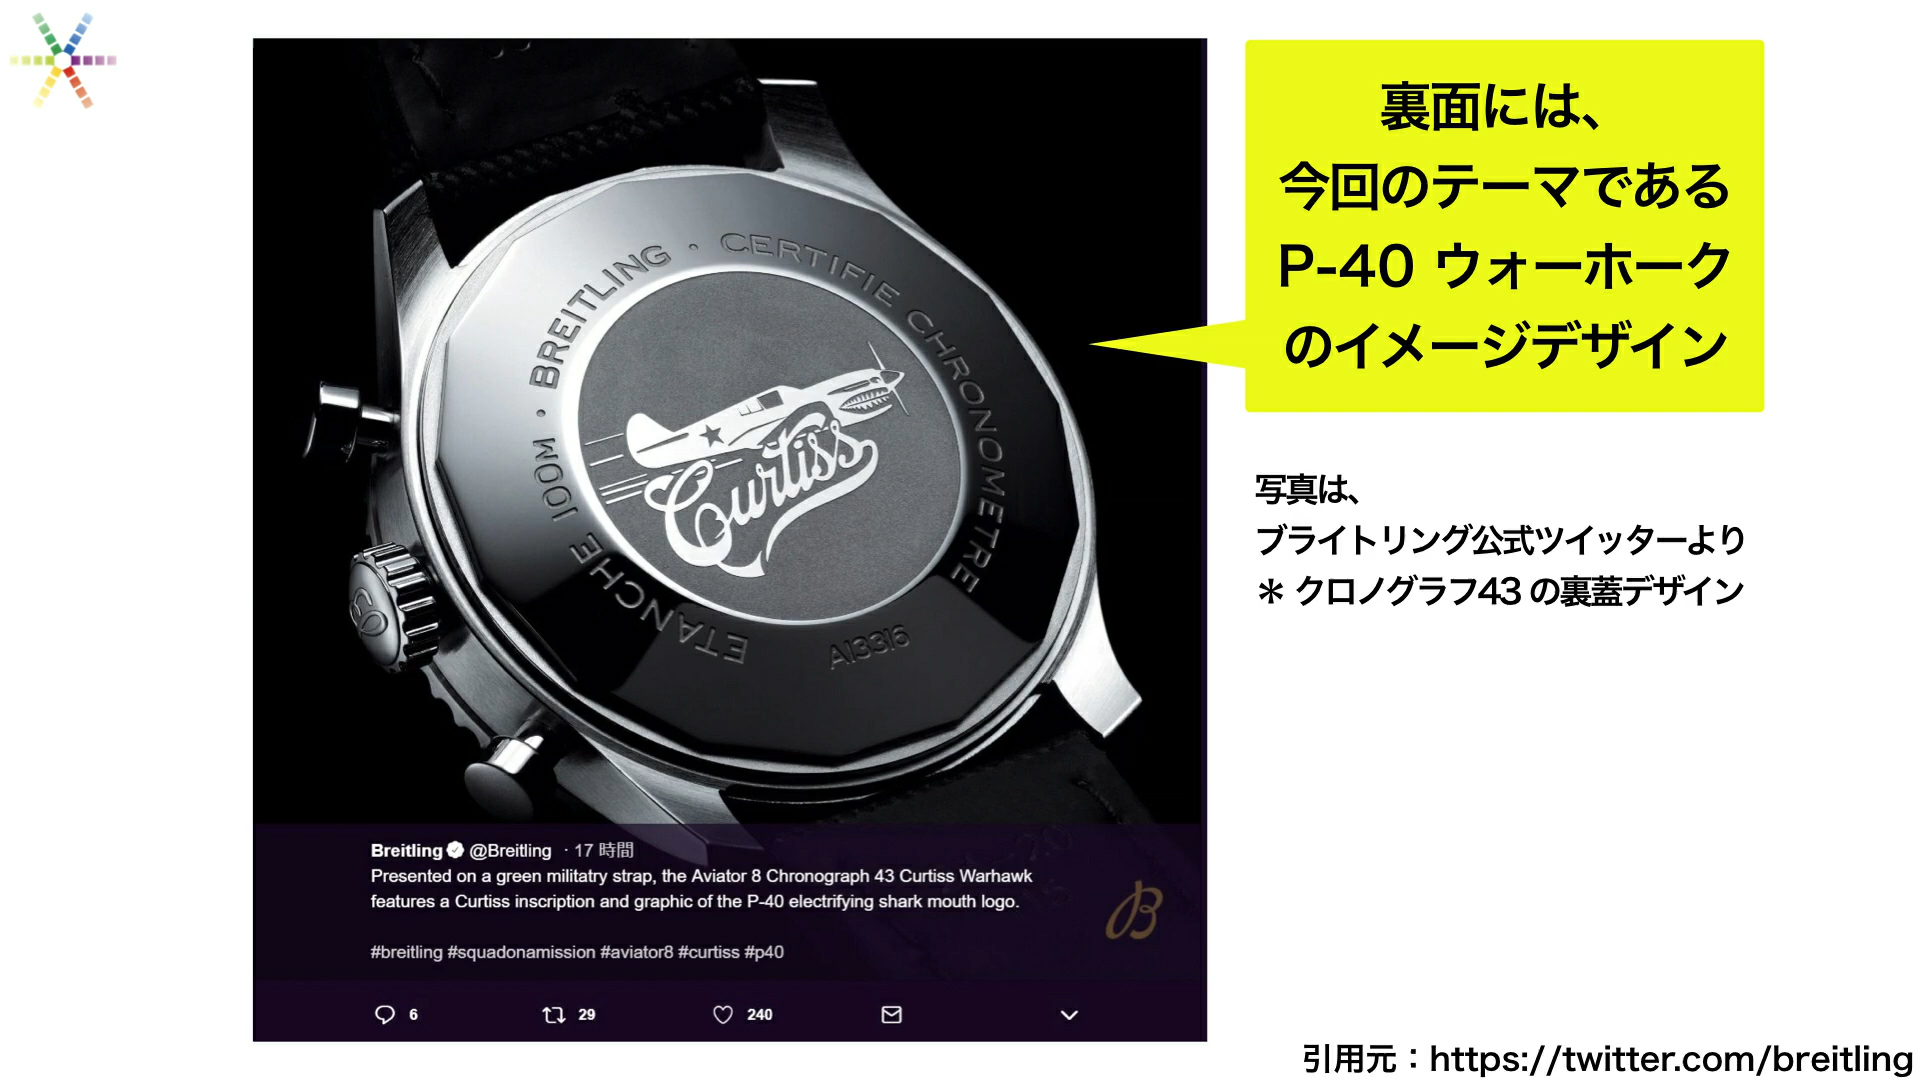 裏面には、
今回のテーマである
P-40 ウォーホーク
のイメージデザイン
写真は、
ブライトリング公式ツイッターより
＊ クロノグラフ43 の裏蓋デザイン
BREITLING • CERTIFIE CHRONOMETRE
ETANCHE 100M •
A13316
Curtiss
Breitling @Breitling · 17 時間
Presented on a green militatry strap, the Aviator 8 Chronograph 43 Curtiss Warhawk
features a Curtiss inscription and graphic of the P-40 electrifying shark mouth logo.
#breitling #squadonamission #aviator8 #curtiss #p40
6 29 240
引用元：https://twitter.com/breitling